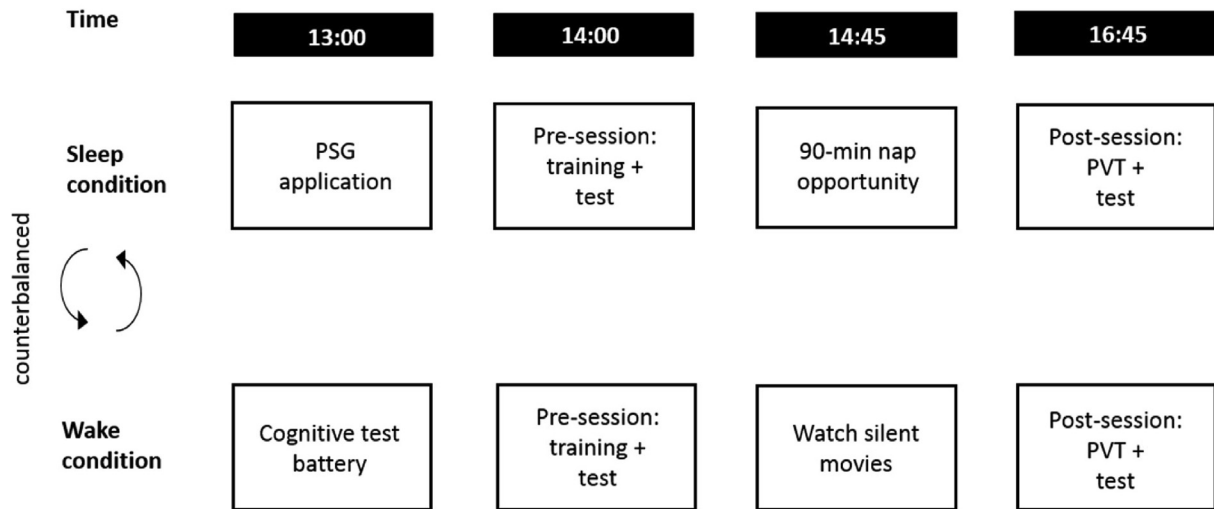 Time
13:00
14:00
14:45
16:45
Sleep
condition
PSG
application
Pre-session:
training +
test
90-min nap
opportunity
Post-session:
PVT +
test
counterbalanced
Wake
condition
Cognitive test
battery
Pre-session:
training +
test
Watch silent
movies
Post-session:
PVT +
test